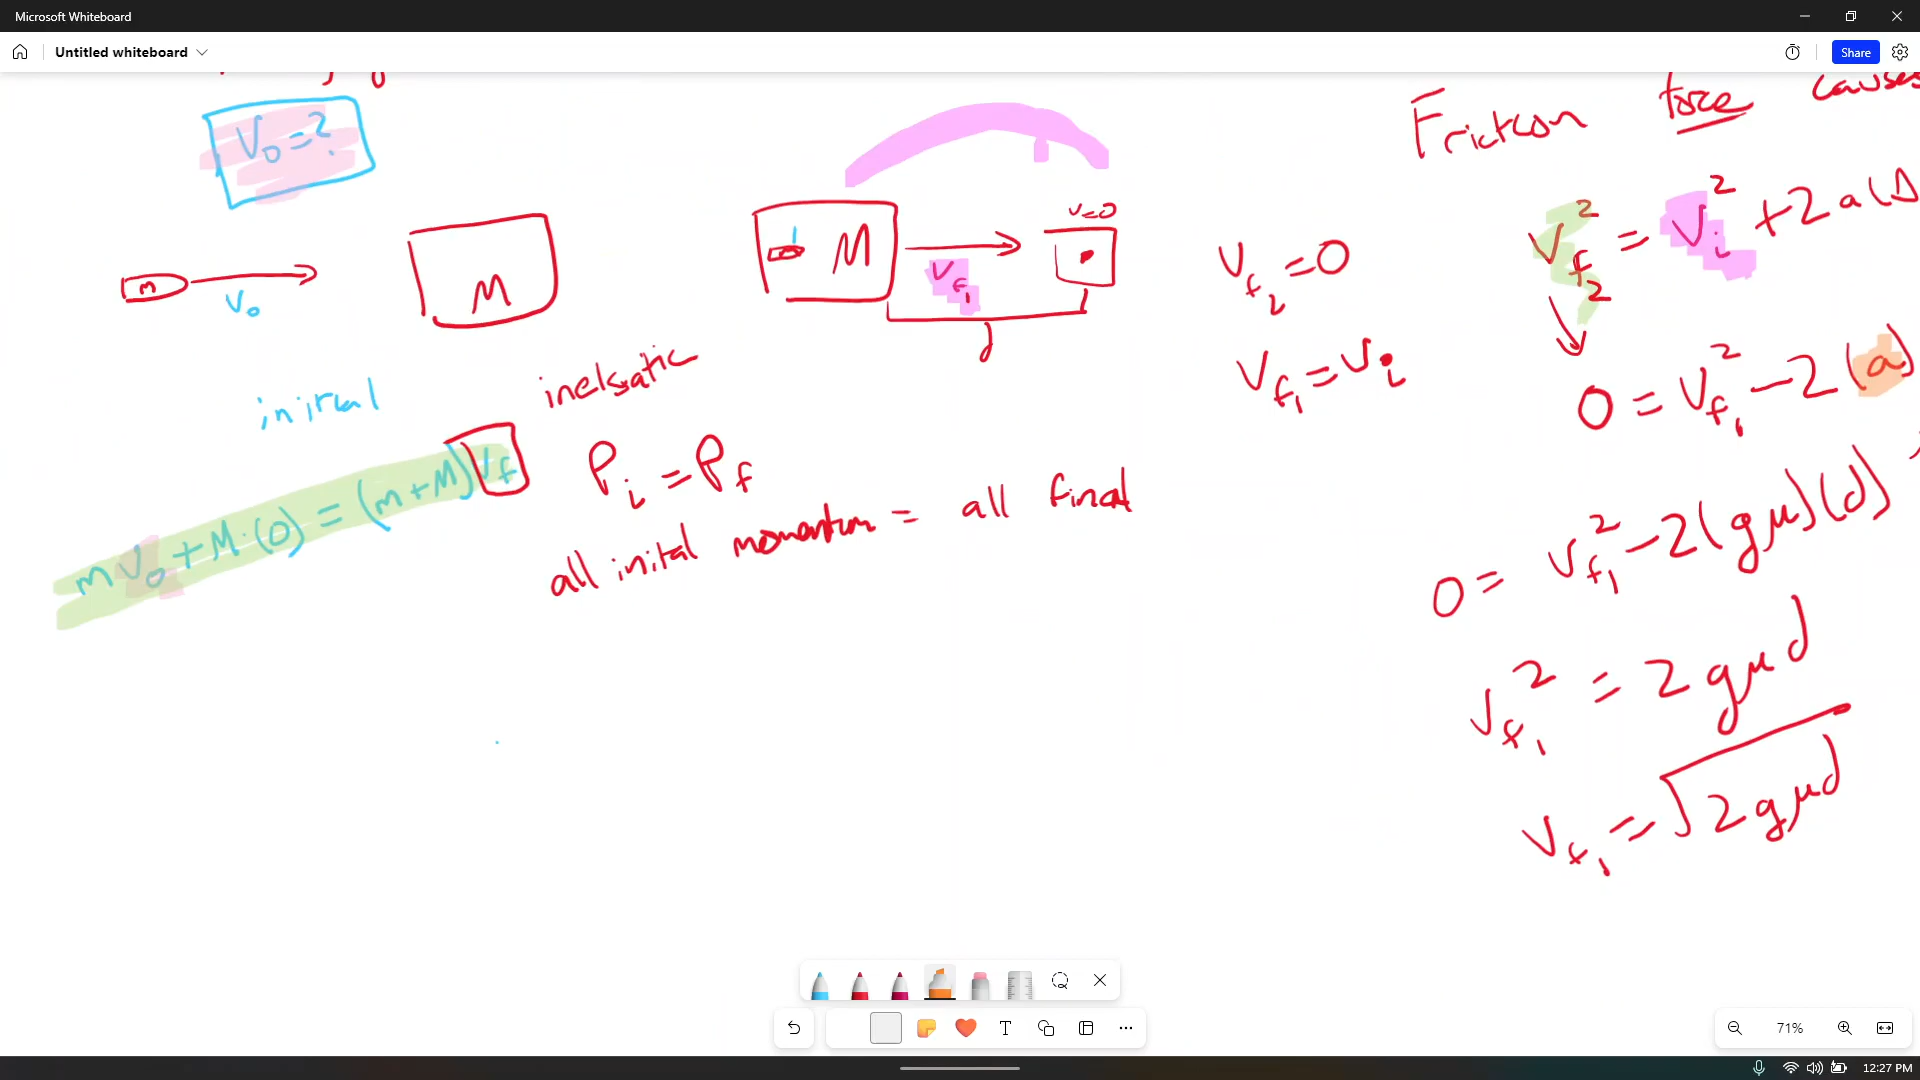 Microsoft Whiteboard
Untitled whiteboard
Share
V₀ = ?
m
V₀
M
M
V_f₁
v=0
d
V_f₂ = 0
V_f₁ = V_i
Friction force causes
V_f₂² = V_i² + 2a(Δ
0 = V_f₁² − 2(a)
0 = V_f₁² − 2(gμ)(d)
V_f₁² = 2gμd
V_f₁ = √2gμd
initial
inelsatic
mV₀ + M·(0) = (m+M)V_f
P_i = P_f
all inital momentum = all final
71%
12:27 PM